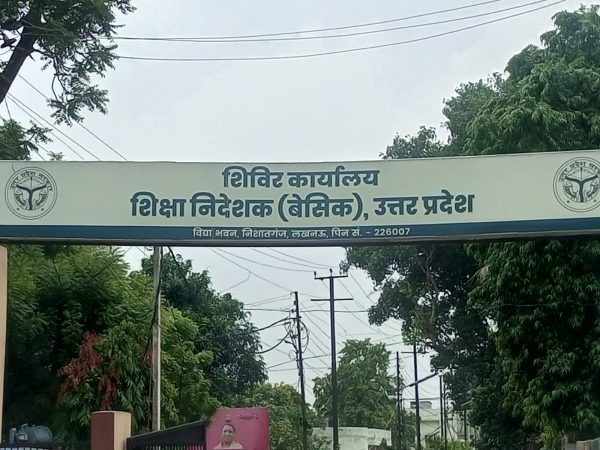 शिविर कार्यालय
शिक्षा निदेशक (बेसिक), उत्तर प्रदेश
विद्या भवन, निशातगंज, लखनऊ, पिन सं. - 226007